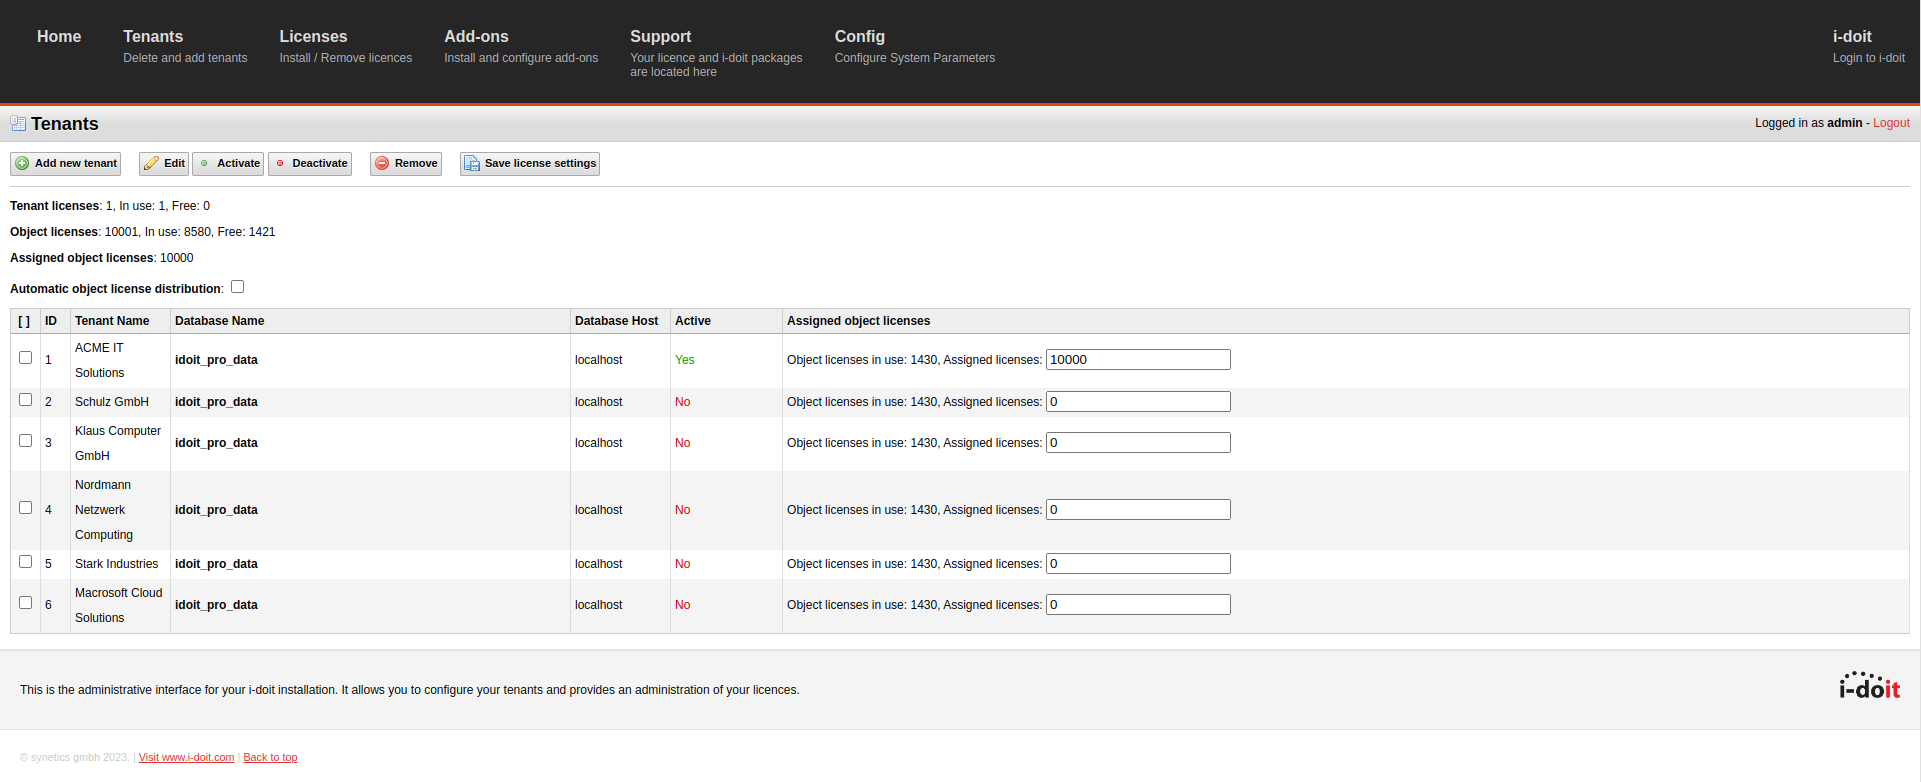 Home
Tenants
Delete and add tenants
Licenses
Install / Remove licences
Add-ons
Install and configure add-ons
Support
Your licence and i-doit packages
are located here
Config
Configure System Parameters
i-doit
Login to i-doit
Tenants
Logged in as admin - Logout
Add new tenant Edit Activate Deactivate Remove Save license settings
Tenant licenses: 1, In use: 1, Free: 0
Object licenses: 10001, In use: 8580, Free: 1421
Assigned object licenses: 10000
Automatic object license distribution:
[ ] ID Tenant Name Database Name Database Host Active Assigned object licenses
1 ACME IT
Solutions idoit_pro_data localhost Yes Object licenses in use: 1430, Assigned licenses: 10000
2 Schulz GmbH idoit_pro_data localhost No Object licenses in use: 1430, Assigned licenses: 0
3 Klaus Computer
GmbH idoit_pro_data localhost No Object licenses in use: 1430, Assigned licenses: 0
4 Nordmann
Netzwerk
Computing idoit_pro_data localhost No Object licenses in use: 1430, Assigned licenses: 0
5 Stark Industries idoit_pro_data localhost No Object licenses in use: 1430, Assigned licenses: 0
6 Macrosoft Cloud
Solutions idoit_pro_data localhost No Object licenses in use: 1430, Assigned licenses: 0
This is the administrative interface for your i-doit installation. It allows you to configure your tenants and provides an administration of your licences.
i-doit
© synetics gmbh 2023. | Visit www.i-doit.com | Back to top